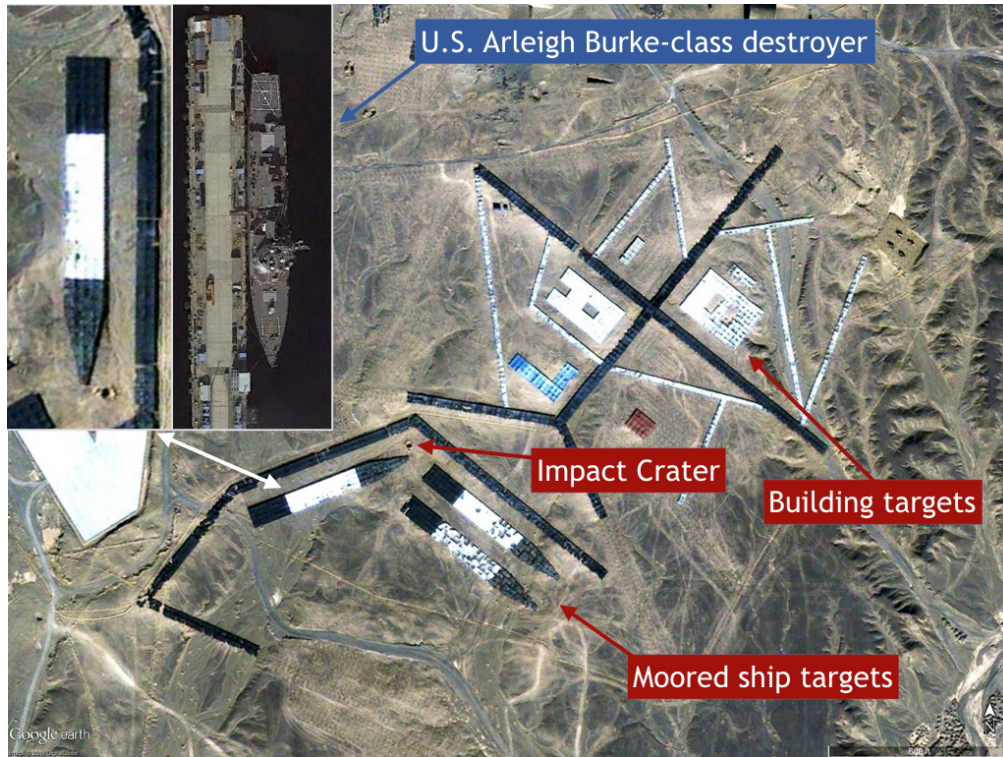 U.S. Arleigh Burke-class destroyer
Impact Crater
Building targets
Moored ship targets
Google earth
N